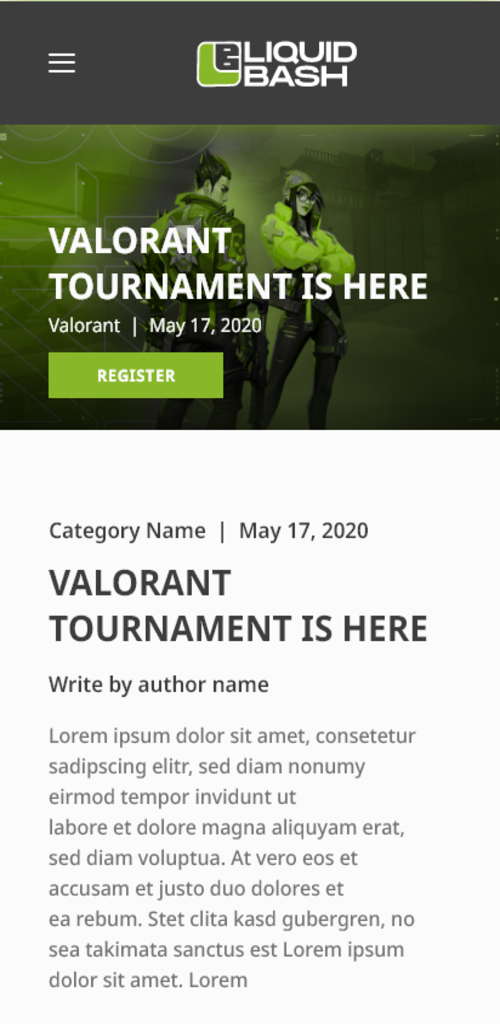 LIQUID
BASH
VALORANT
TOURNAMENT IS HERE
Valorant | May 17, 2020
REGISTER
Category Name | May 17, 2020
VALORANT
TOURNAMENT IS HERE
Write by author name
Lorem ipsum dolor sit amet, consetetur
sadipscing elitr, sed diam nonumy
eirmod tempor invidunt ut
labore et dolore magna aliquyam erat,
sed diam voluptua. At vero eos et
accusam et justo duo dolores et
ea rebum. Stet clita kasd gubergren, no
sea takimata sanctus est Lorem ipsum
dolor sit amet. Lorem